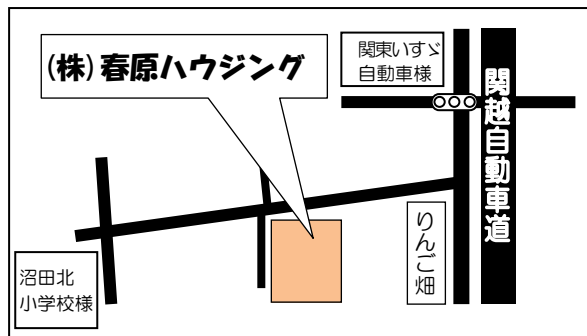 (株)春原ハウジング
関東いすゞ
自動車様
関越自動車道
りんご畑
沼田北
小学校様